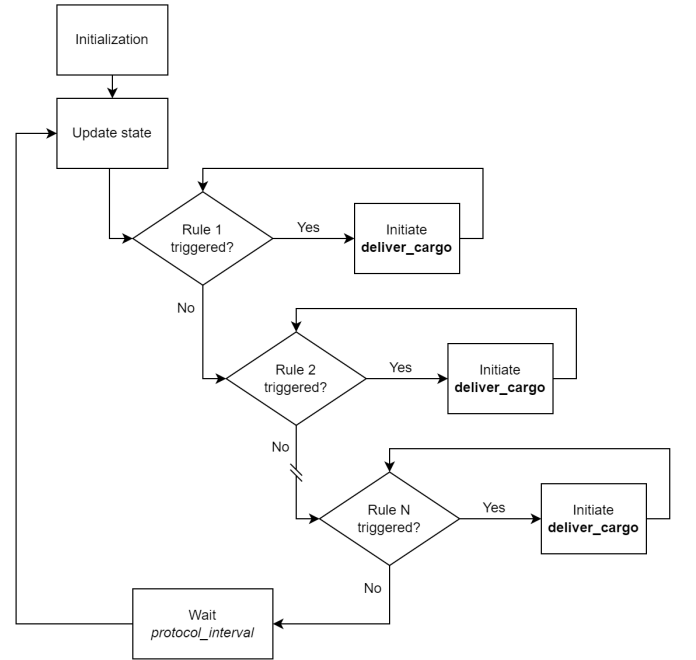 Initialization
Update state
Rule 1
triggered?
Yes
Initiate
deliver_cargo
No
Rule 2
triggered?
Yes
Initiate
deliver_cargo
No
Rule N
triggered?
Yes
Initiate
deliver_cargo
No
Wait
protocol_interval